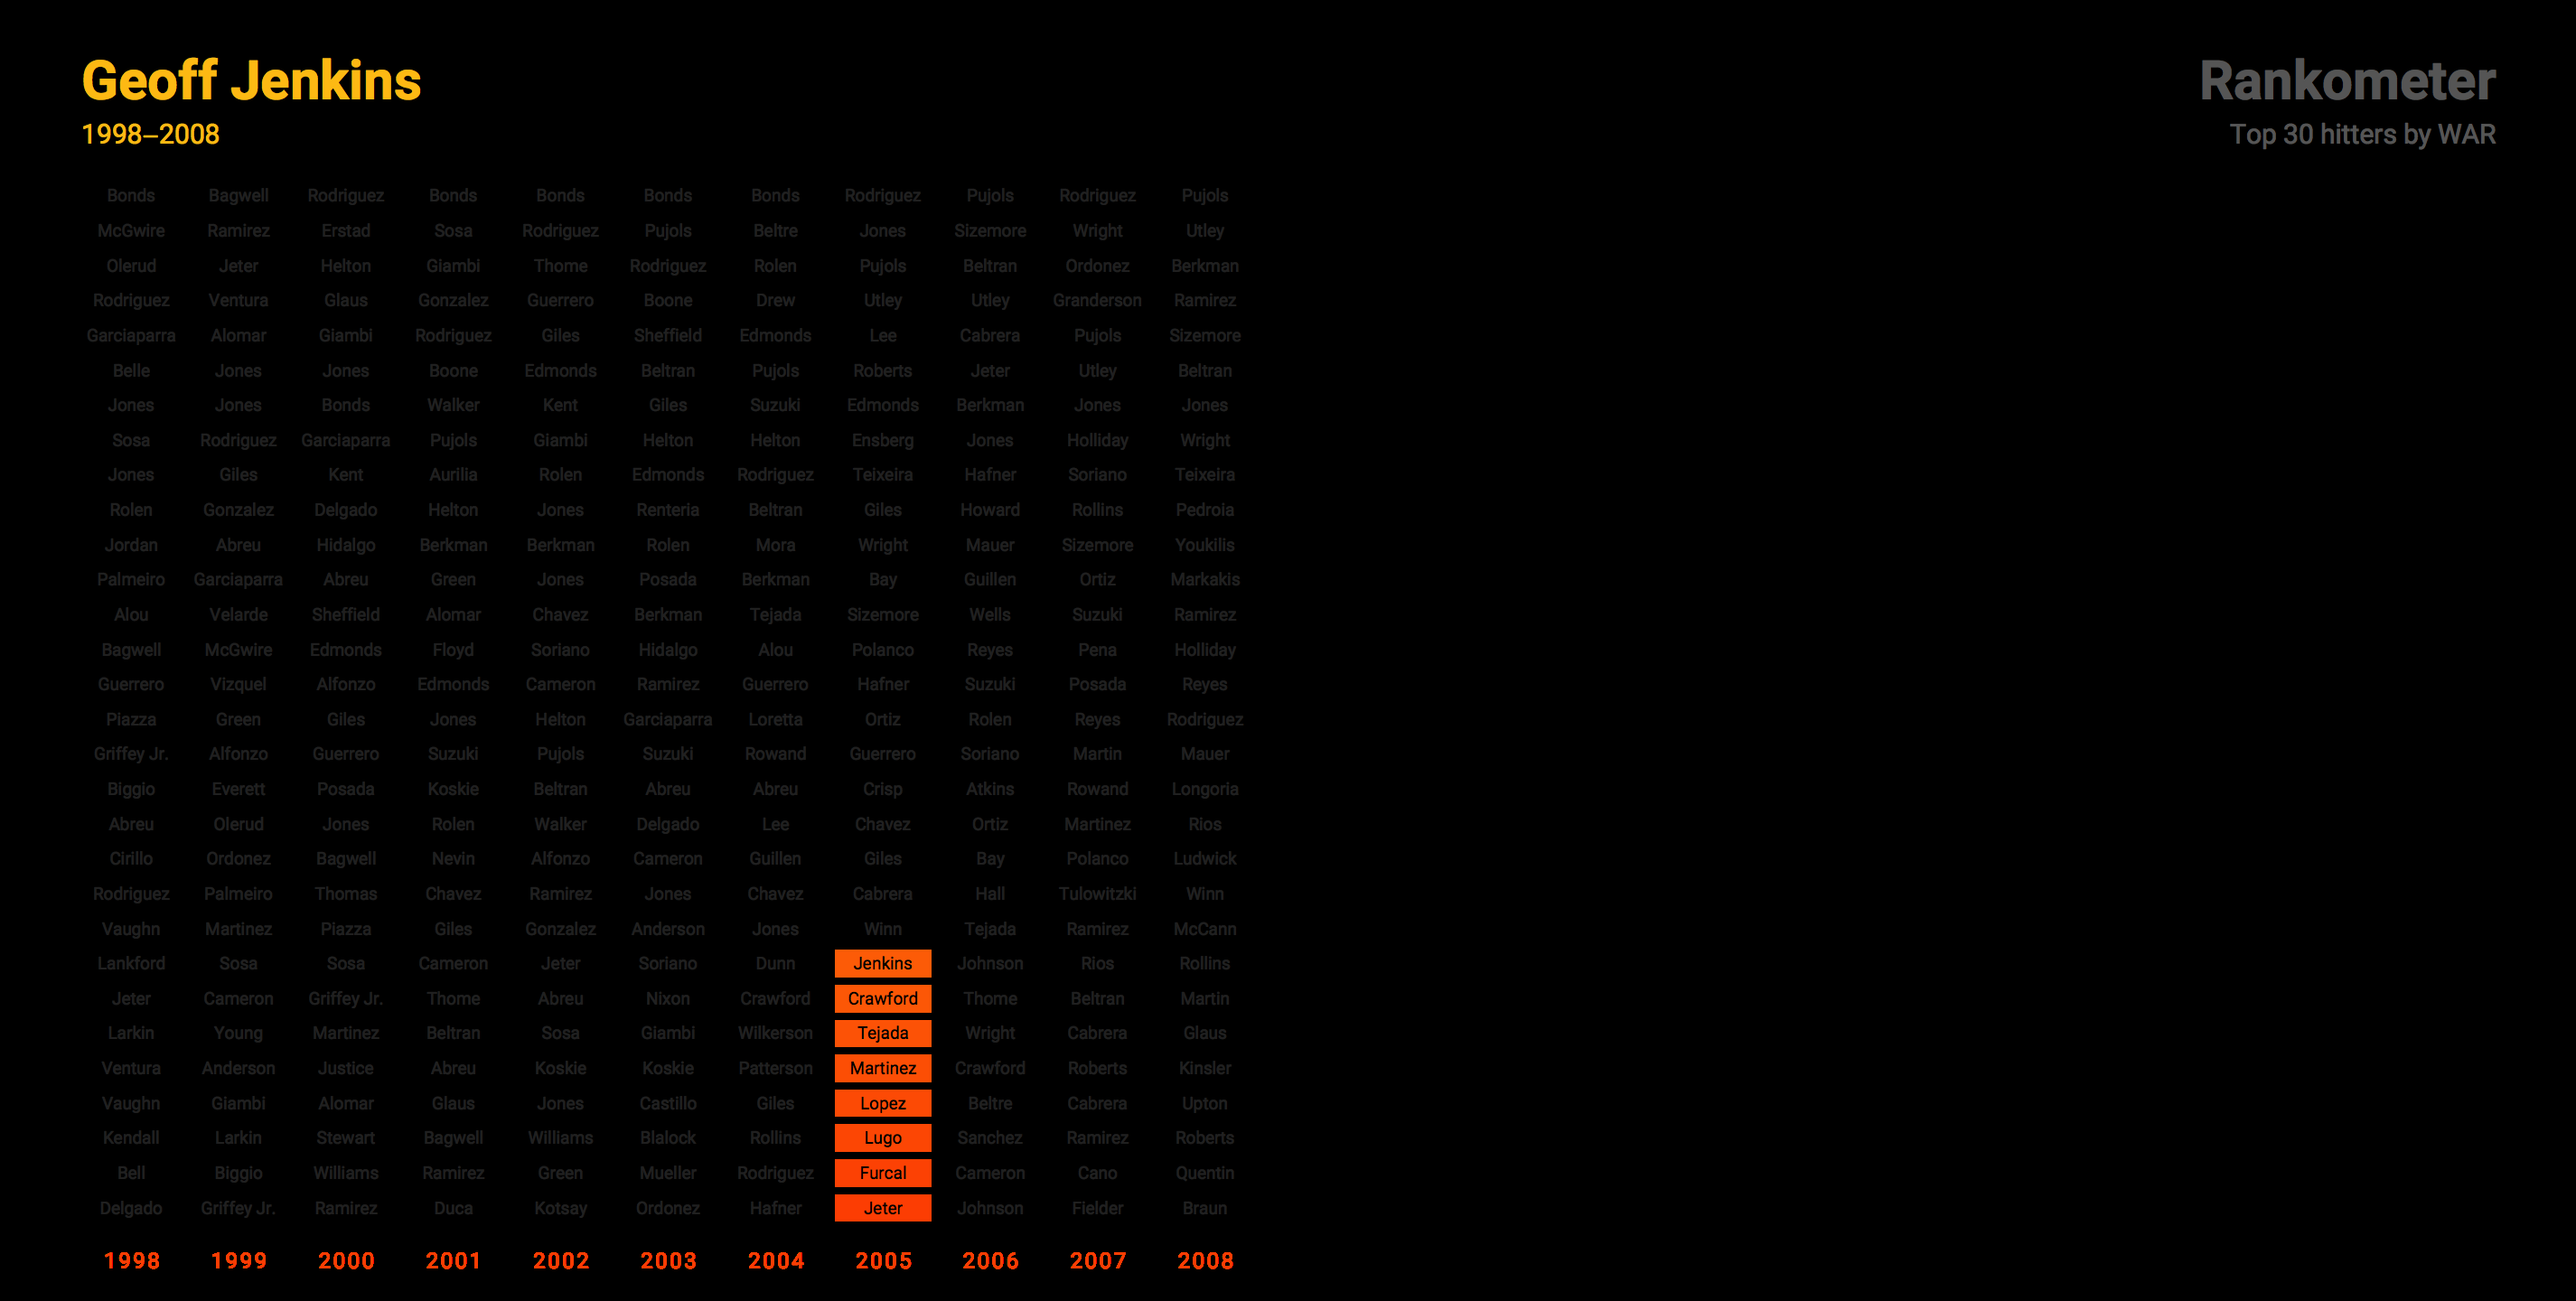 Geoff Jenkins
1998–2008
Rankometer
Top 30 hitters by WAR
Bonds Bagwell Rodriguez Bonds Bonds Bonds Bonds Rodriguez Pujols Rodriguez Pujols
McGwire Ramirez Erstad Sosa Rodriguez Pujols Beltre Jones Sizemore Wright Utley
Olerud Jeter Helton Giambi Thome Rodriguez Rolen Pujols Beltran Ordonez Berkman
Rodriguez Ventura Glaus Gonzalez Guerrero Boone Drew Utley Utley Granderson Ramirez
Garciaparra Alomar Giambi Rodriguez Giles Sheffield Edmonds Lee Cabrera Pujols Sizemore
Belle Jones Jones Boone Edmonds Beltran Pujols Roberts Jeter Utley Beltran
Jones Jones Bonds Walker Kent Giles Suzuki Edmonds Berkman Jones Jones
Sosa Rodriguez Garciaparra Pujols Giambi Helton Helton Ensberg Jones Holliday Wright
Jones Giles Kent Aurilia Rolen Edmonds Rodriguez Teixeira Hafner Soriano Teixeira
Rolen Gonzalez Delgado Helton Jones Renteria Beltran Giles Howard Rollins Pedroia
Jordan Abreu Hidalgo Berkman Berkman Rolen Mora Wright Mauer Sizemore Youkilis
Palmeiro Garciaparra Abreu Green Jones Posada Berkman Bay Guillen Ortiz Markakis
Alou Velarde Sheffield Alomar Chavez Berkman Tejada Sizemore Wells Suzuki Ramirez
Bagwell McGwire Edmonds Floyd Soriano Hidalgo Alou Polanco Reyes Pena Holliday
Guerrero Vizquel Alfonzo Edmonds Cameron Ramirez Guerrero Hafner Suzuki Posada Reyes
Piazza Green Giles Jones Helton Garciaparra Loretta Ortiz Rolen Reyes Rodriguez
Griffey Jr. Alfonzo Guerrero Suzuki Pujols Suzuki Rowand Guerrero Soriano Martin Mauer
Biggio Everett Posada Koskie Beltran Abreu Abreu Crisp Atkins Rowand Longoria
Abreu Olerud Jones Rolen Walker Delgado Lee Chavez Ortiz Martinez Rios
Cirillo Ordonez Bagwell Nevin Alfonzo Cameron Guillen Giles Bay Polanco Ludwick
Rodriguez Palmeiro Thomas Chavez Ramirez Jones Chavez Cabrera Hall Tulowitzki Winn
Vaughn Martinez Piazza Giles Gonzalez Anderson Jones Winn Tejada Ramirez McCann
Lankford Sosa Sosa Cameron Jeter Soriano Dunn Jenkins Johnson Rios Rollins
Jeter Cameron Griffey Jr. Thome Abreu Nixon Crawford Crawford Thome Beltran Martin
Larkin Young Martinez Beltran Sosa Giambi Wilkerson Tejada Wright Cabrera Glaus
Ventura Anderson Justice Abreu Koskie Koskie Patterson Martinez Crawford Roberts Kinsler
Vaughn Giambi Alomar Glaus Jones Castillo Giles Lopez Beltre Cabrera Upton
Kendall Larkin Stewart Bagwell Williams Blalock Rollins Lugo Sanchez Ramirez Roberts
Bell Biggio Williams Ramirez Green Mueller Rodriguez Furcal Cameron Cano Quentin
Delgado Griffey Jr. Ramirez Duca Kotsay Ordonez Hafner Jeter Johnson Fielder Braun
1998 1999 2000 2001 2002 2003 2004 2005 2006 2007 2008